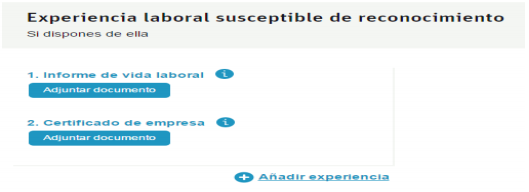 Experiencia laboral susceptible de reconocimiento
Si dispones de ella
1. Informe de vida laboral i
Adjuntar documento
2. Certificado de empresa i
Adjuntar documento
+ Añadir experiencia